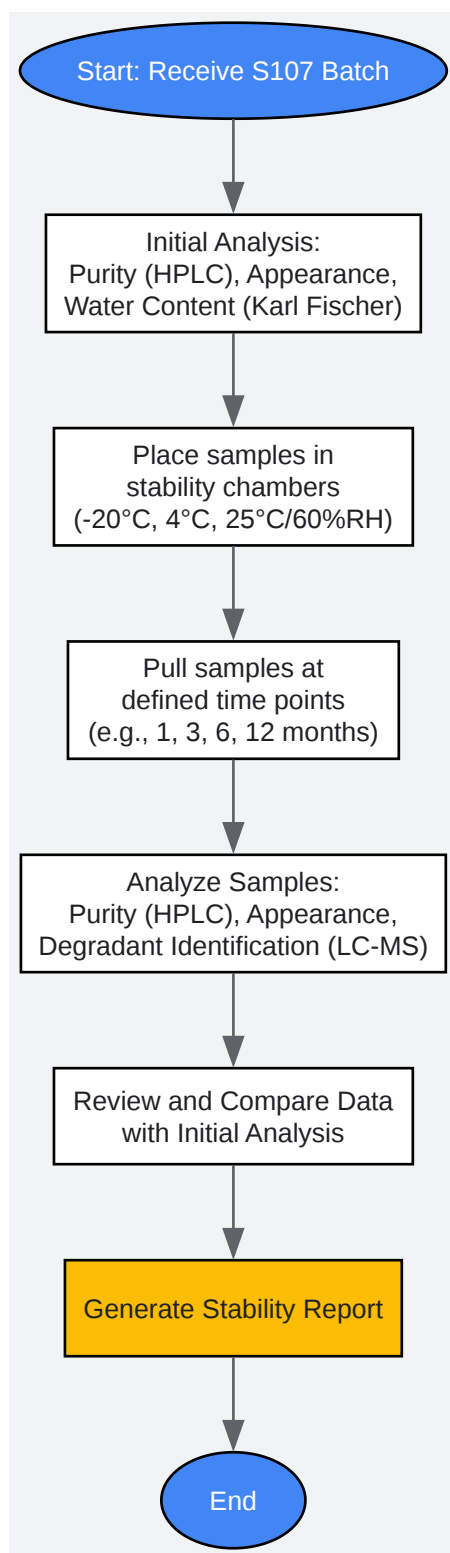 Start: Receive S107 Batch
Initial Analysis:
Purity (HPLC), Appearance,
Water Content (Karl Fischer)
Place samples in
stability chambers
(-20°C, 4°C, 25°C/60%RH)
Pull samples at
defined time points
(e.g., 1, 3, 6, 12 months)
Analyze Samples:
Purity (HPLC), Appearance,
Degradant Identification (LC-MS)
Review and Compare Data
with Initial Analysis
Generate Stability Report
End